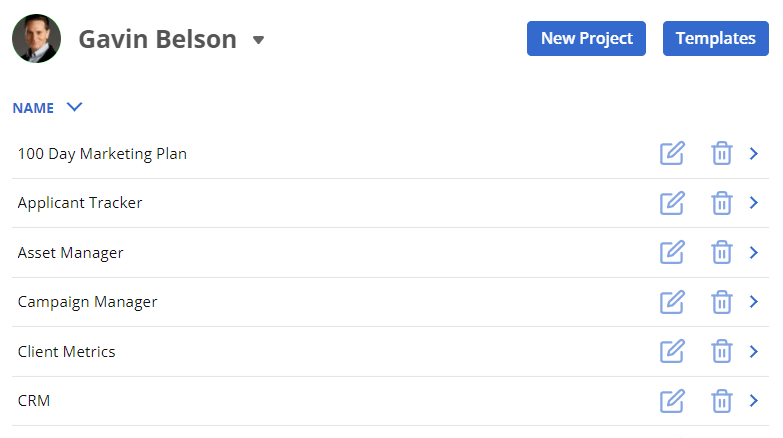 Gavin Belson
New Project
Templates
NAME
100 Day Marketing Plan
Applicant Tracker
Asset Manager
Campaign Manager
Client Metrics
CRM